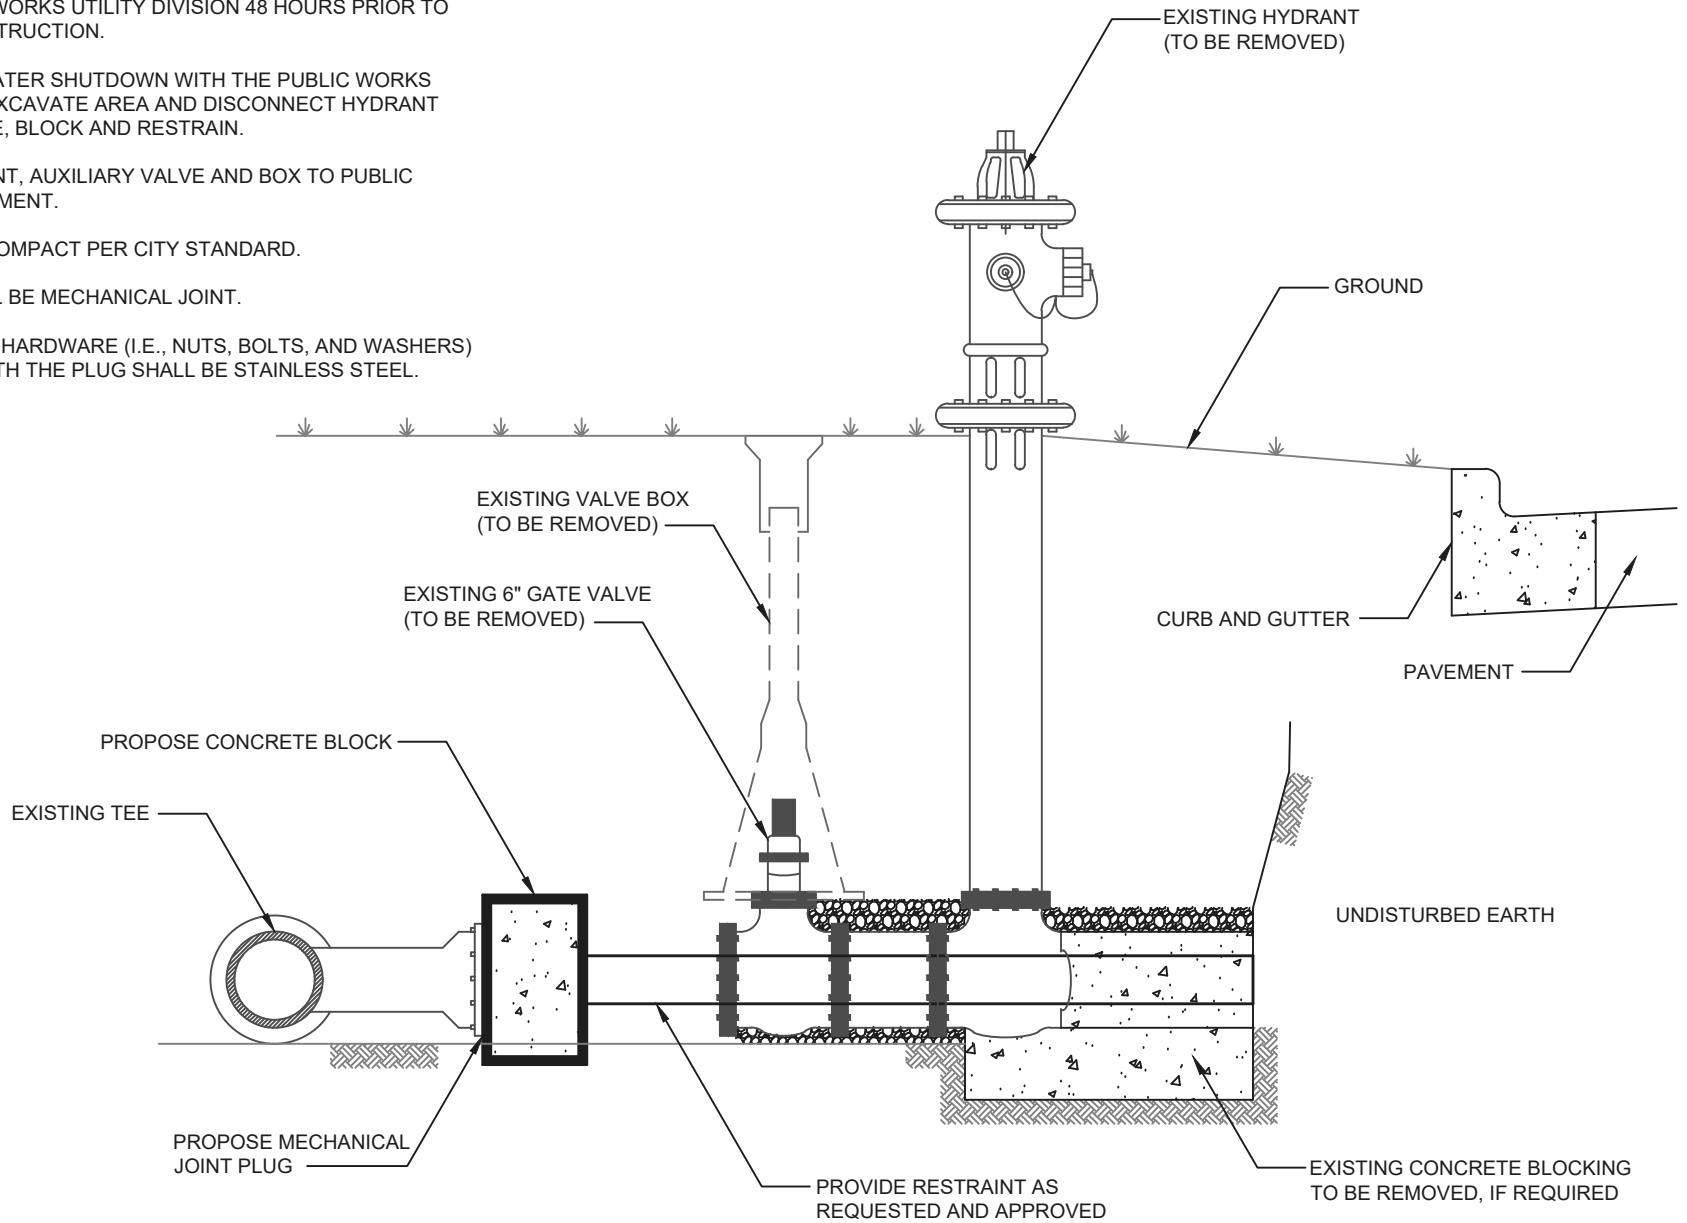 WORKS UTILITY DIVISION 48 HOURS PRIOR TO
TRUCTION.
ATER SHUTDOWN WITH THE PUBLIC WORKS
XCAVATE AREA AND DISCONNECT HYDRANT
E, BLOCK AND RESTRAIN.
NT, AUXILIARY VALVE AND BOX TO PUBLIC
MENT.
OMPACT PER CITY STANDARD.
L BE MECHANICAL JOINT.
HARDWARE (I.E., NUTS, BOLTS, AND WASHERS)
TH THE PLUG SHALL BE STAINLESS STEEL.
EXISTING HYDRANT
(TO BE REMOVED)
GROUND
EXISTING VALVE BOX
(TO BE REMOVED)
EXISTING 6" GATE VALVE
(TO BE REMOVED)
CURB AND GUTTER
PAVEMENT
PROPOSE CONCRETE BLOCK
EXISTING TEE
UNDISTURBED EARTH
PROPOSE MECHANICAL
JOINT PLUG
PROVIDE RESTRAINT AS
REQUESTED AND APPROVED
EXISTING CONCRETE BLOCKING
TO BE REMOVED, IF REQUIRED